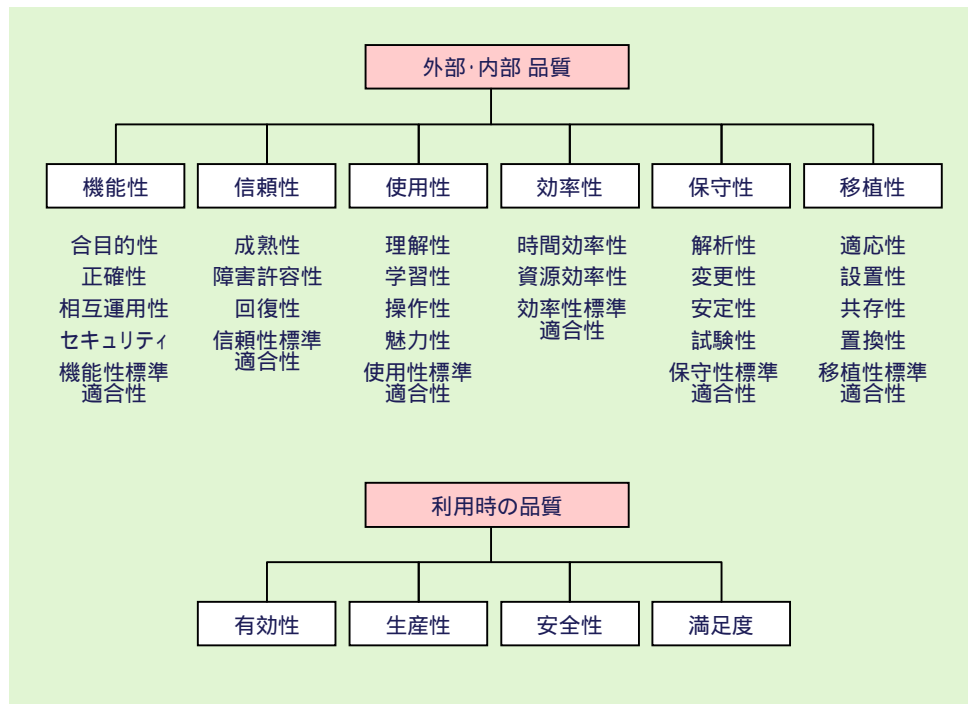 外部・内部 品質
機能性
信頼性
使用性
効率性
保守性
移植性
合目的性
正確性
相互運用性
セキュリティ
機能性標準
適合性
成熟性
障害許容性
回復性
信頼性標準
適合性
理解性
学習性
操作性
魅力性
使用性標準
適合性
時間効率性
資源効率性
効率性標準
適合性
解析性
変更性
安定性
試験性
保守性標準
適合性
適応性
設置性
共存性
置換性
移植性標準
適合性
利用時の品質
有効性
生産性
安全性
満足度